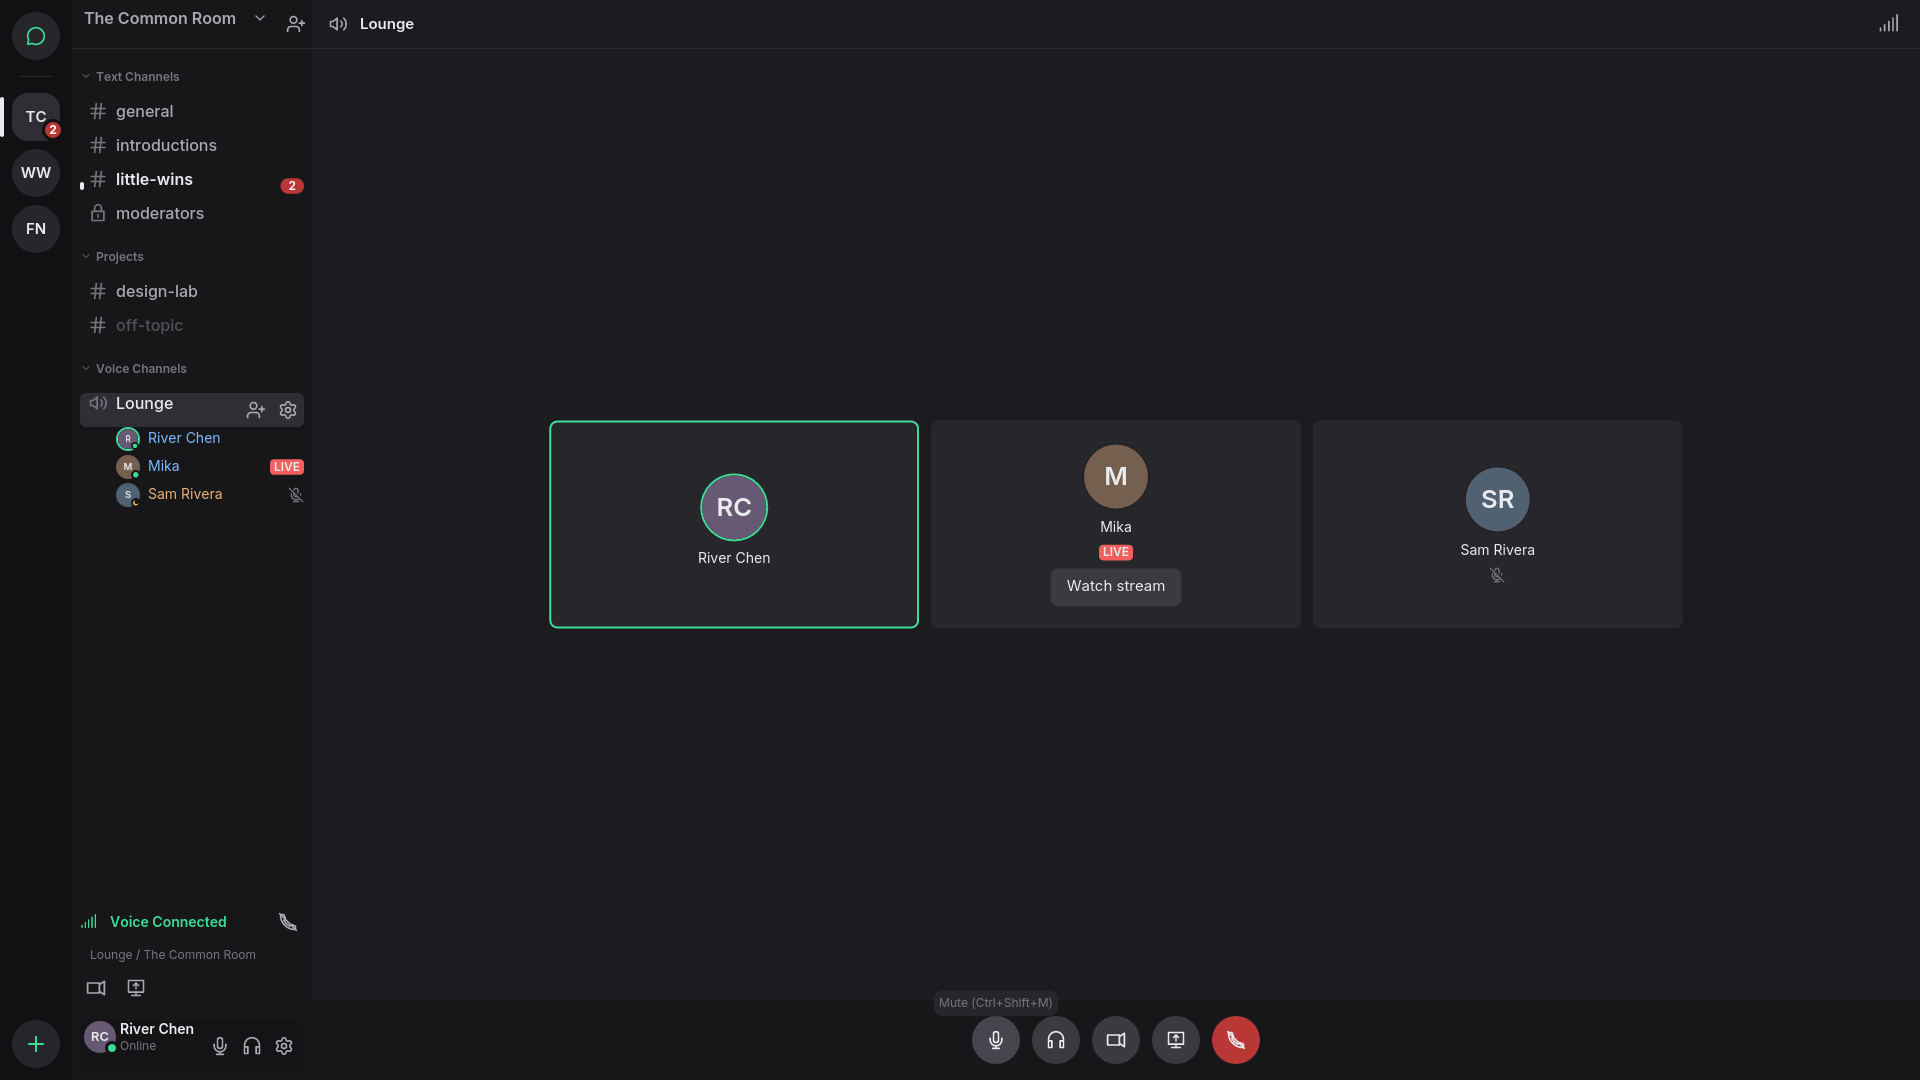 The Common Room
Lounge
TC
2
WW
FN
Text Channels
general
introductions
little-wins
2
moderators
Projects
design-lab
off-topic
Voice Channels
Lounge
R
River Chen
M
Mika
LIVE
S
Sam Rivera
RC
River Chen
M
Mika
LIVE
Watch stream
SR
Sam Rivera
Voice Connected
Lounge / The Common Room
Mute (Ctrl+Shift+M)
RC
River Chen
Online